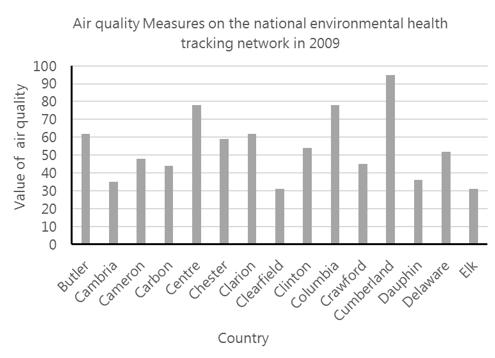 Air quality Measures on the national environmental health
tracking network in 2009
Value of air quality
100
90
80
70
60
50
40
30
20
10
0
Butler
Cambria
Cameron
Carbon
Centre
Chester
Clarion
Clearfield
Clinton
Columbia
Crawford
Cumberland
Dauphin
Delaware
Elk
Country